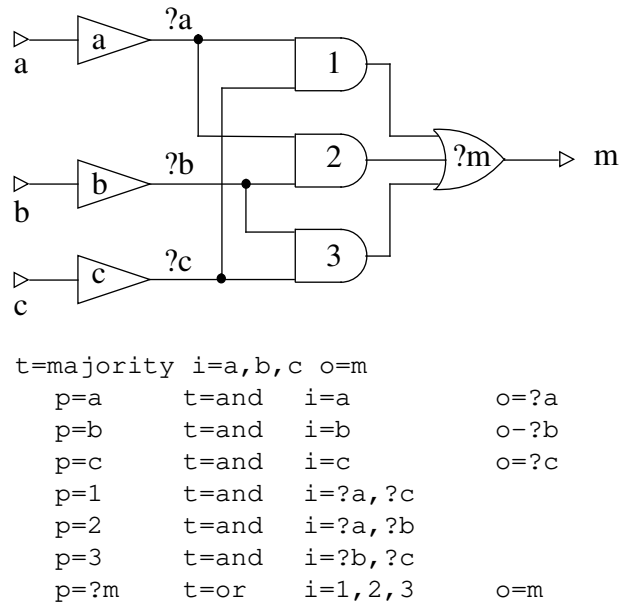 ?a
a
a
1
?b
2
?m
m
b
b
?c
3
c
c
t=majority i=a,b,c o=m
p=a t=and i=a o=?a
p=b t=and i=b o-?b
p=c t=and i=c o=?c
p=1 t=and i=?a,?c
p=2 t=and i=?a,?b
p=3 t=and i=?b,?c
p=?m t=or i=1,2,3 o=m